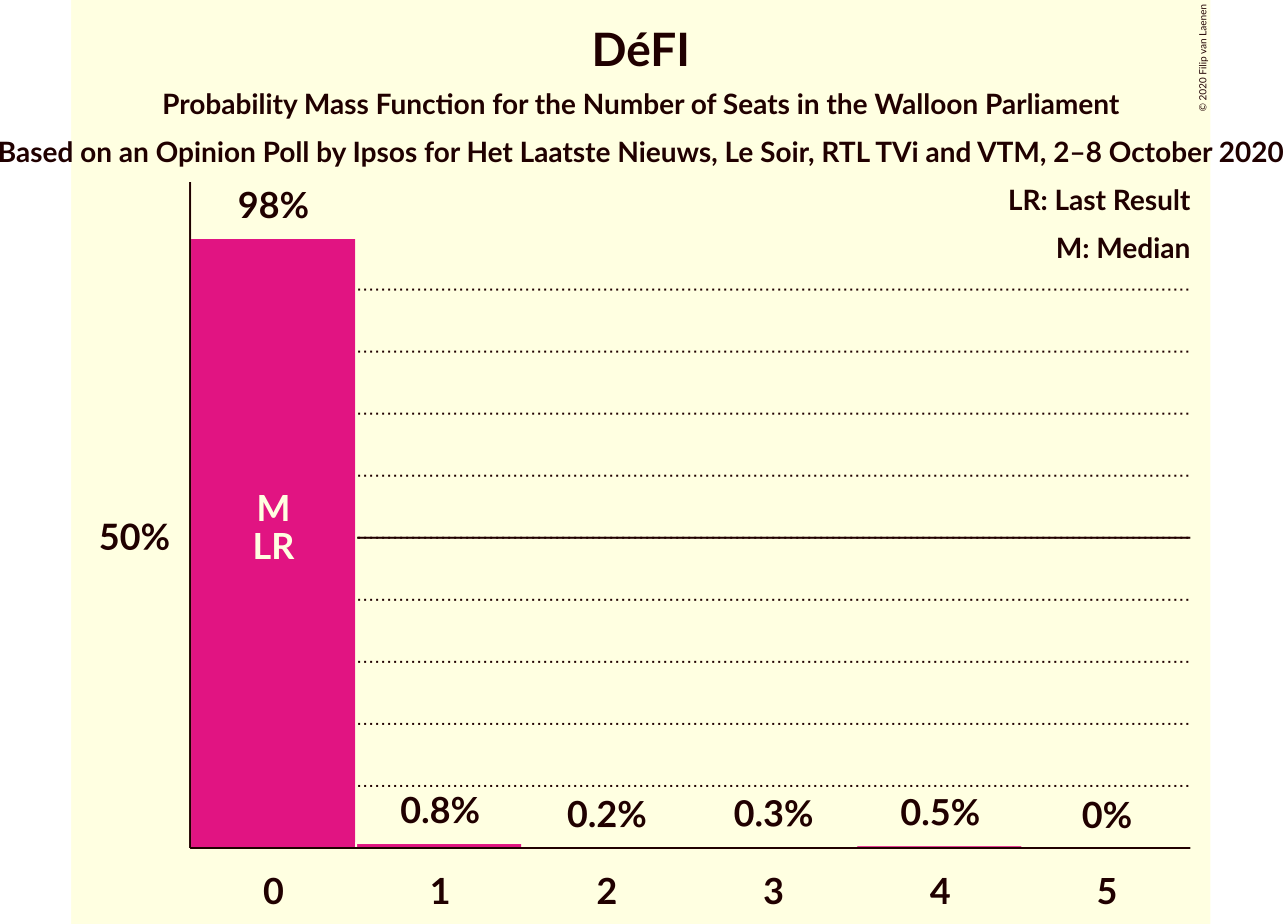 DéFI
Probability Mass Function for the Number of Seats in the Walloon Parliament
Based on an Opinion Poll by Ipsos for Het Laatste Nieuws, Le Soir, RTL TVi and VTM, 2–8 October 2020
© 2020 Filip van Laenen
LR: Last Result
M: Median
98%
M
LR
50%
0.8%
0.2%
0.3%
0.5%
0%
0
1
2
3
4
5